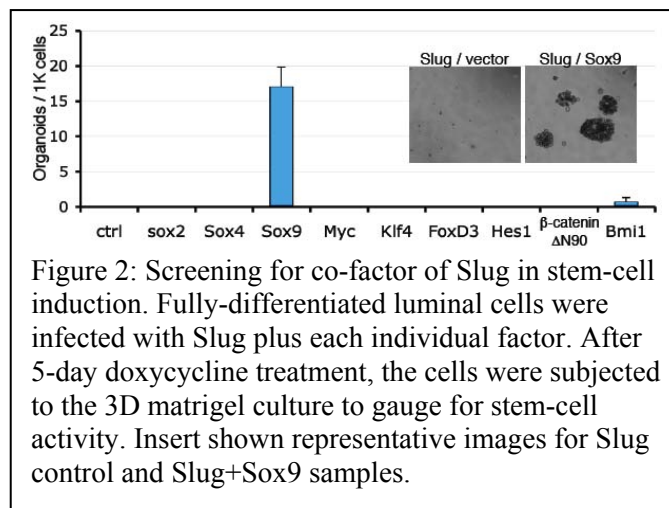 Organoids / 1K cells
25
20
15
10
5
0
Slug / vector
Slug / Sox9
ctrl sox2 Sox4 Sox9 Myc Klf4 FoxD3 Hes1 β-catenin ΔN90 Bmi1
Figure 2: Screening for co-factor of Slug in stem-cell
induction. Fully-differentiated luminal cells were
infected with Slug plus each individual factor. After
5-day doxycycline treatment, the cells were subjected
to the 3D matrigel culture to gauge for stem-cell
activity. Insert shown representative images for Slug
control and Slug+Sox9 samples.